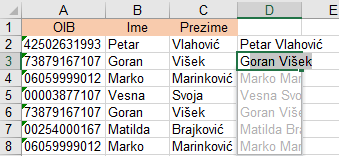 A B C D E
1 OIB Ime Prezime
2 42502631993 Petar Vlahović Petar Vlahović
3 73879167107 Goran Višek Goran Višek
4 06059999012 Marko Marinković Marko Mar
5 00003877107 Vesna Svoja Vesna Svo
6 73879167107 Goran Višek Goran Viš
7 00254000167 Matilda Brajković Matilda Br
8 06059999012 Marko Marinković Marko Mar